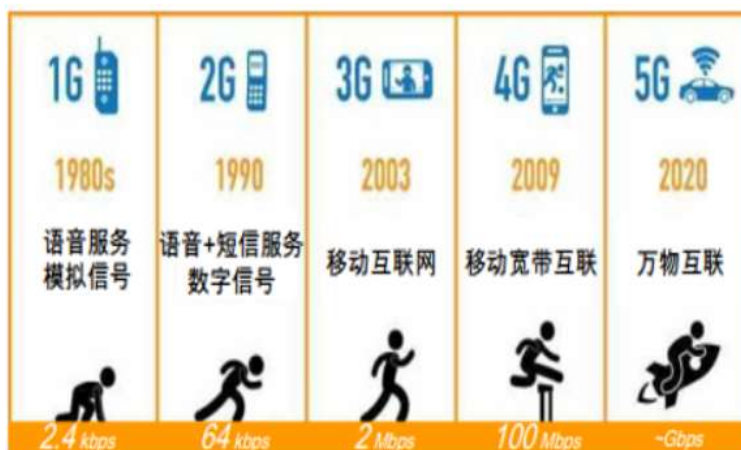 1G
1980s
语音服务
模拟信号
2.4 kbps
2G
1990
语音+短信服务
数字信号
64 kbps
3G
2003
移动互联网
2 Mbps
4G
2009
移动宽带互联
100 Mbps
5G
2020
万物互联
~Gbps